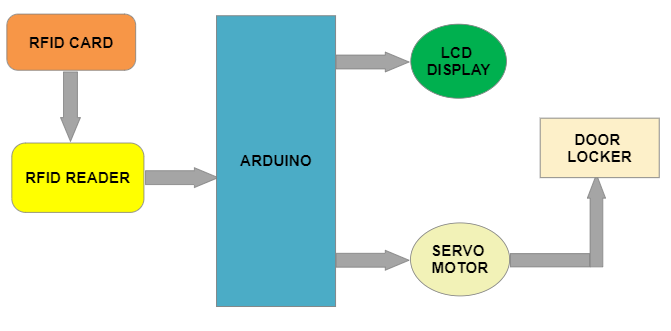 RFID CARD
RFID READER
ARDUINO
LCD
DISPLAY
SERVO
MOTOR
DOOR
LOCKER